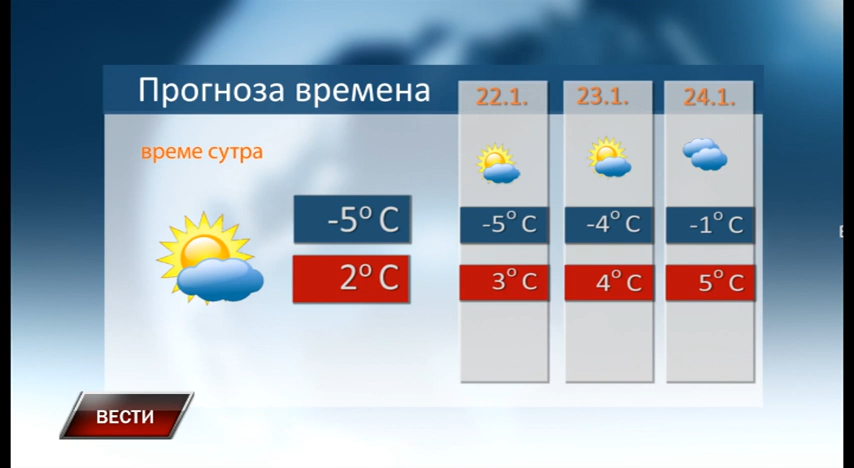 Прогноза времена
време сутра
-5° C
2° C
22.1. 23.1. 24.1.
-5° C -4° C -1° C
3° C 4° C 5° C
ВЕСТИ